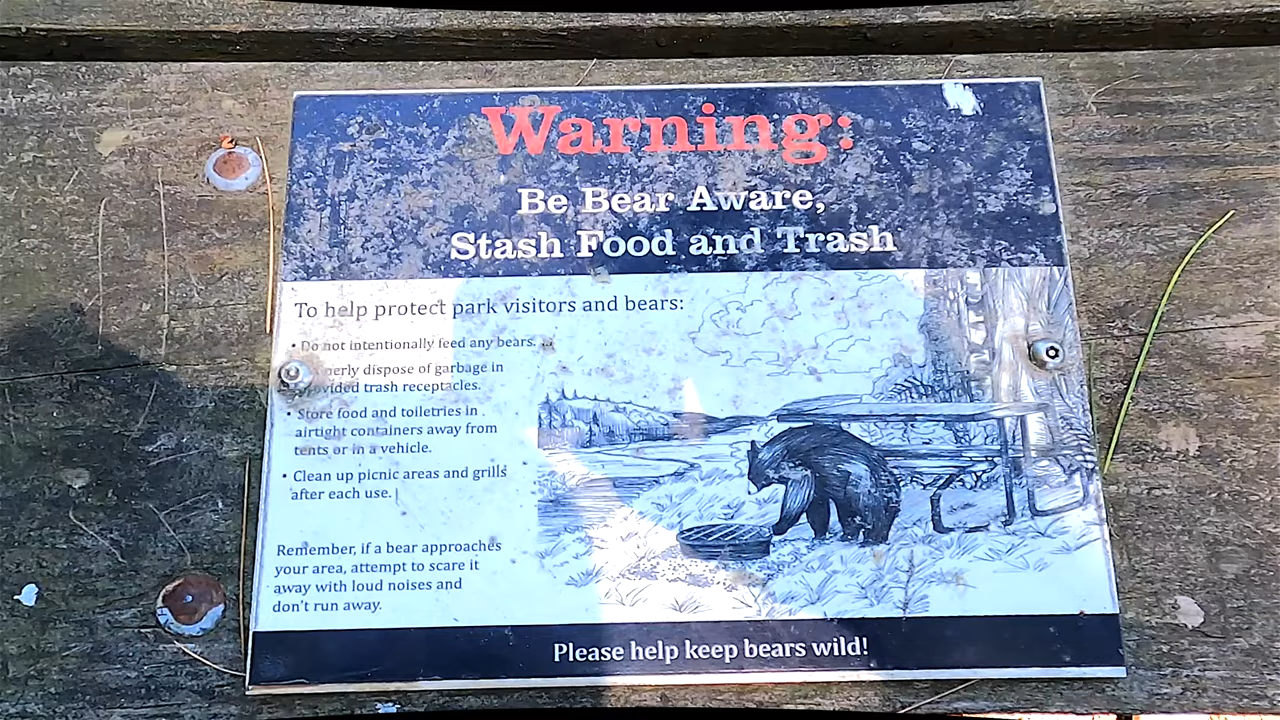 Warning:
Be Bear Aware,
Stash Food and Trash
To help protect park visitors and bears:
• Do not intentionally feed any bears.
dispose of garbage in
provided trash receptacles.
• Store food and toiletries in
airtight containers away from
tents or in a vehicle.
• Clean up picnic areas and grills
after each use.
Remember, if a bear approaches
your area, attempt to scare it
away with loud noises and
don't run away.
Please help keep bears wild!